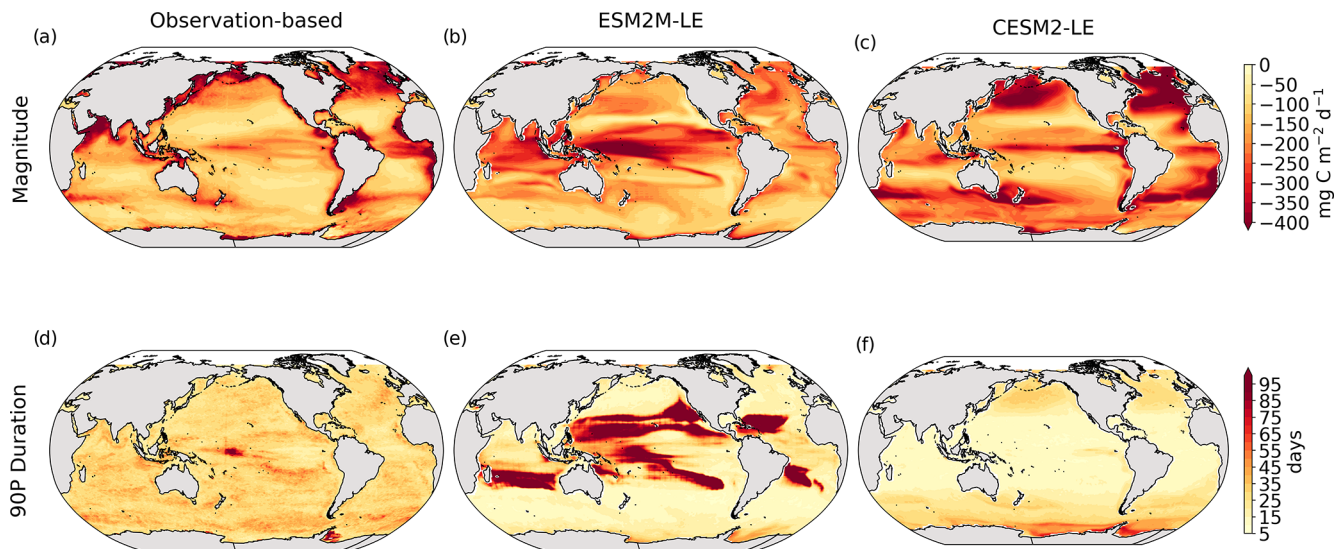 Observation-based
ESM2M-LE
CESM2-LE
(a)
(b)
(c)
Magnitude
0
−50
−100
−150
−200
−250
−300
−350
−400
mg C m⁻² d⁻¹
(d)
(e)
(f)
90P Duration
95
85
75
65
55
45
35
25
15
5
days